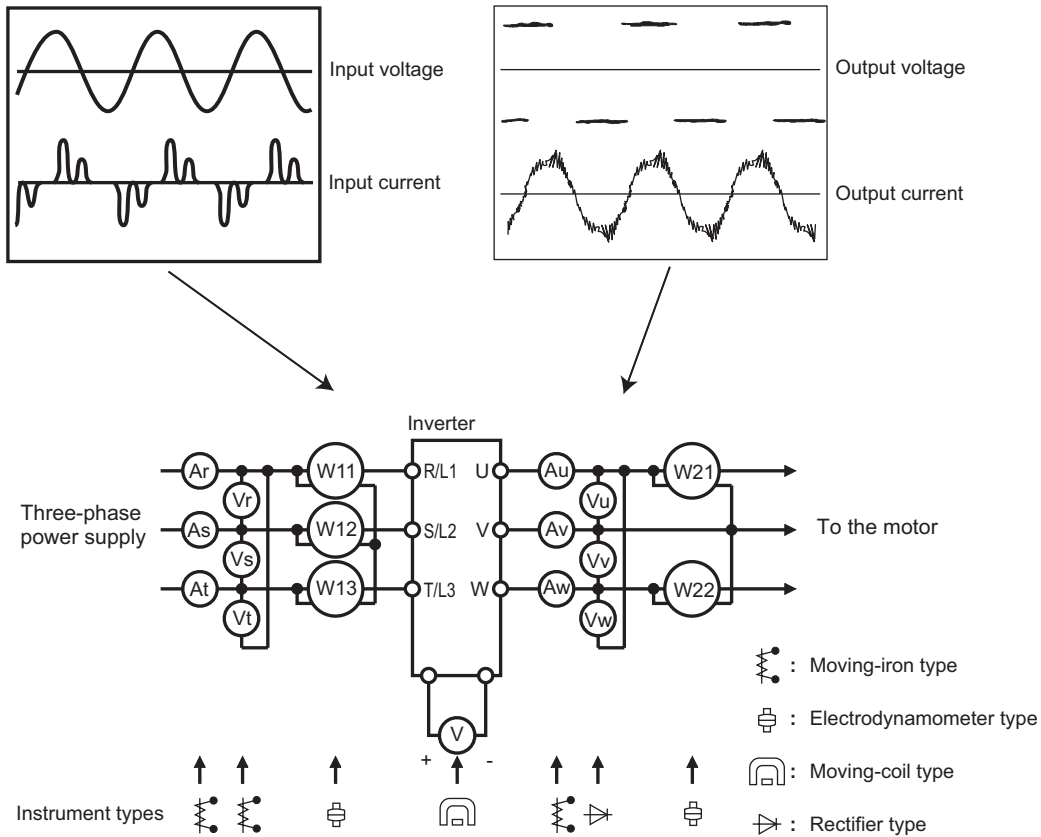 Input voltage
Input current
Output voltage
Output current
Inverter
Ar
Vr
W11
R/L1
U
Au
Vu
W21
Three-phase
power supply
As
Vs
W12
S/L2
V
Av
Vv
To the motor
At
Vt
W13
T/L3
W
Aw
Vw
W22
V
+
-
: Moving-iron type
: Electrodynamometer type
: Moving-coil type
: Rectifier type
Instrument types